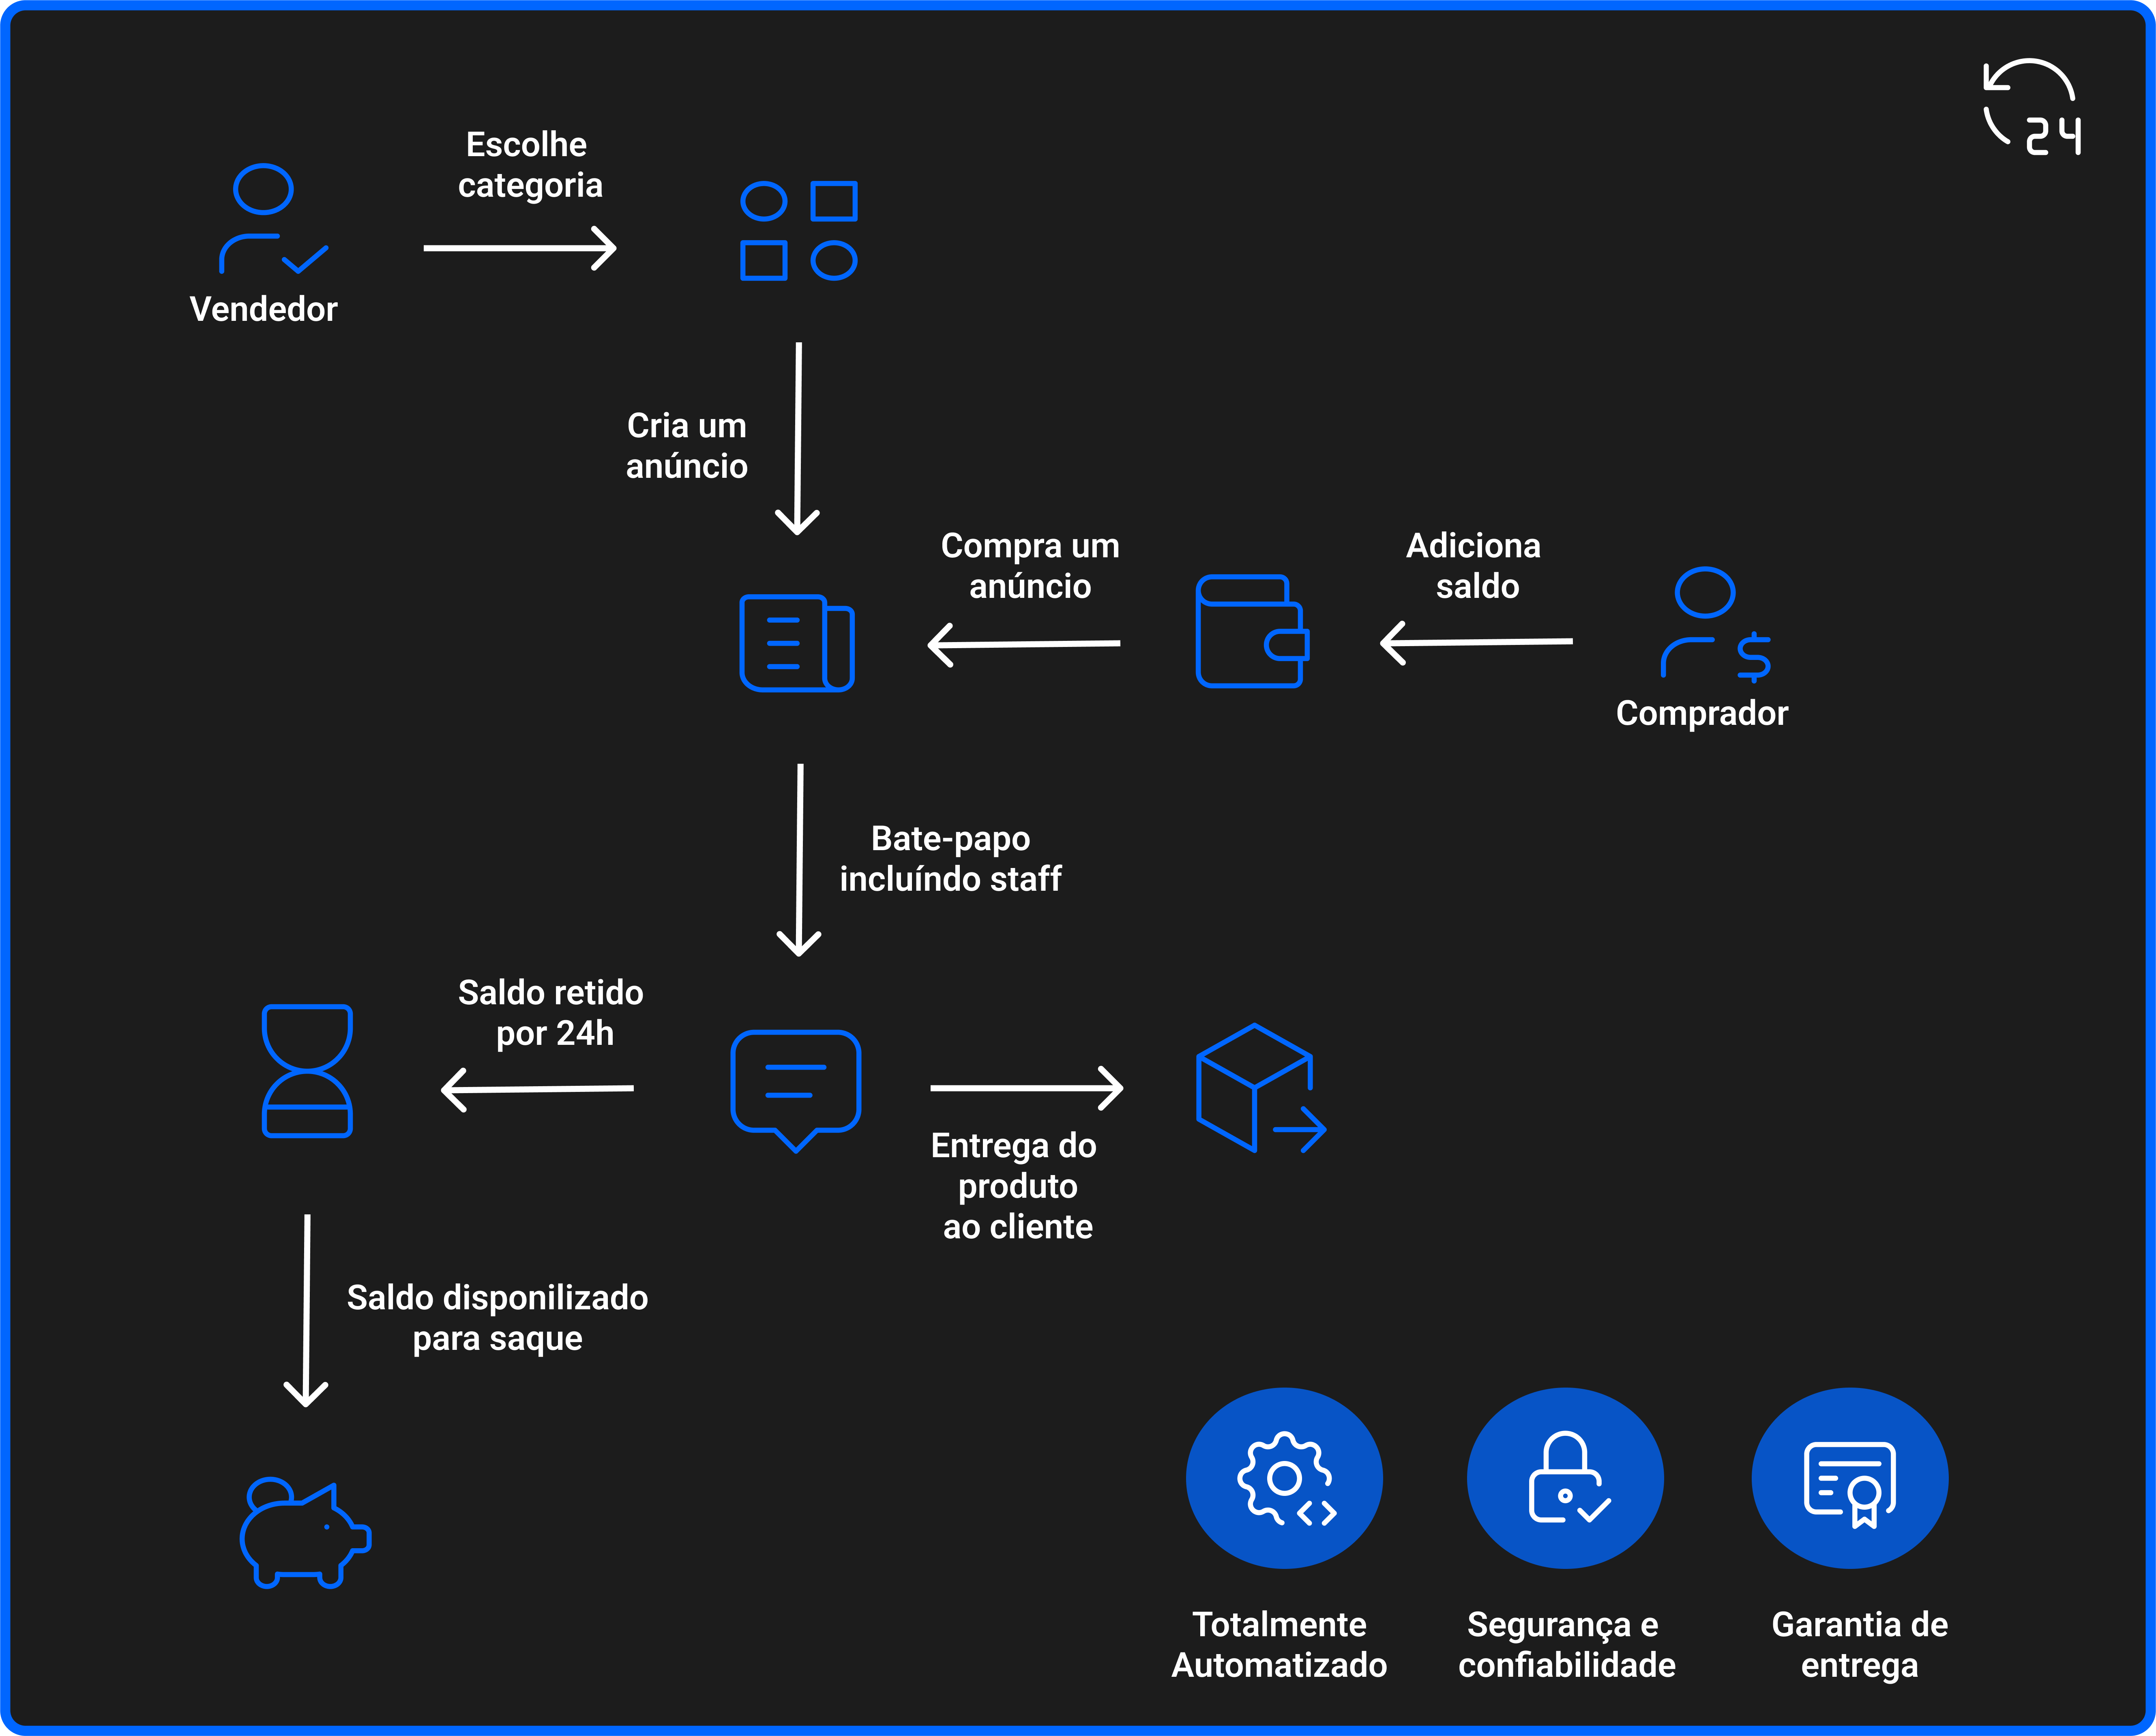 24
Escolhe
categoria
Vendedor
Cria um
anúncio
Compra um
anúncio
Adiciona
saldo
Comprador
Bate-papo
incluíndo staff
Saldo retido
por 24h
Entrega do
produto
ao cliente
Saldo disponilizado
para saque
Totalmente
Automatizado
Segurança e
confiabilidade
Garantia de
entrega